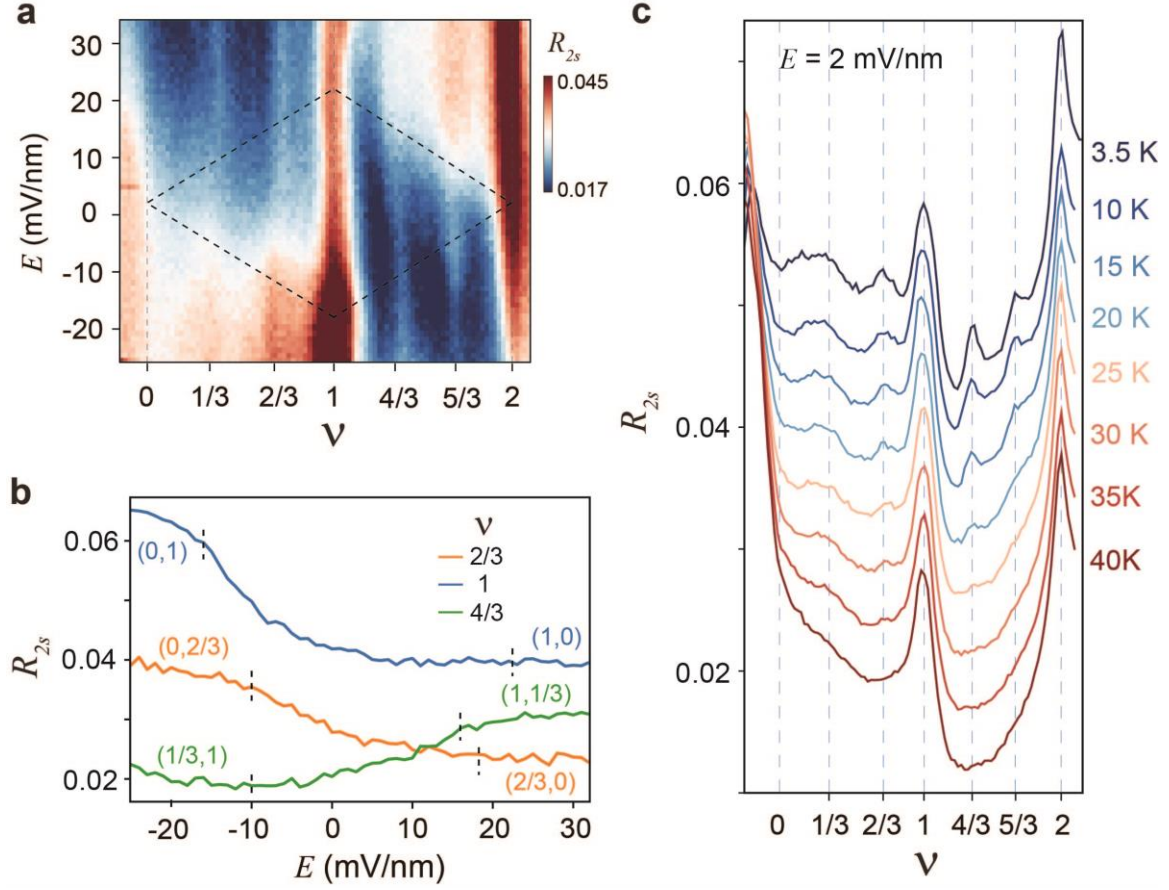 a
R2s
0.045
0.017
E (mV/nm)
30
20
10
0
-10
-20
0 1/3 2/3 1 4/3 5/3 2
ν
b
R2s
0.06
0.04
0.02
(0,1)
ν
2/3
1
4/3
(1,0)
(0,2/3)
(1,1/3)
(1/3,1)
(2/3,0)
-20 -10 0 10 20 30
E (mV/nm)
c
E = 2 mV/nm
R2s
0.06
0.04
0.02
3.5 K
10 K
15 K
20 K
25 K
30 K
35K
40K
0 1/3 2/3 1 4/3 5/3 2
ν